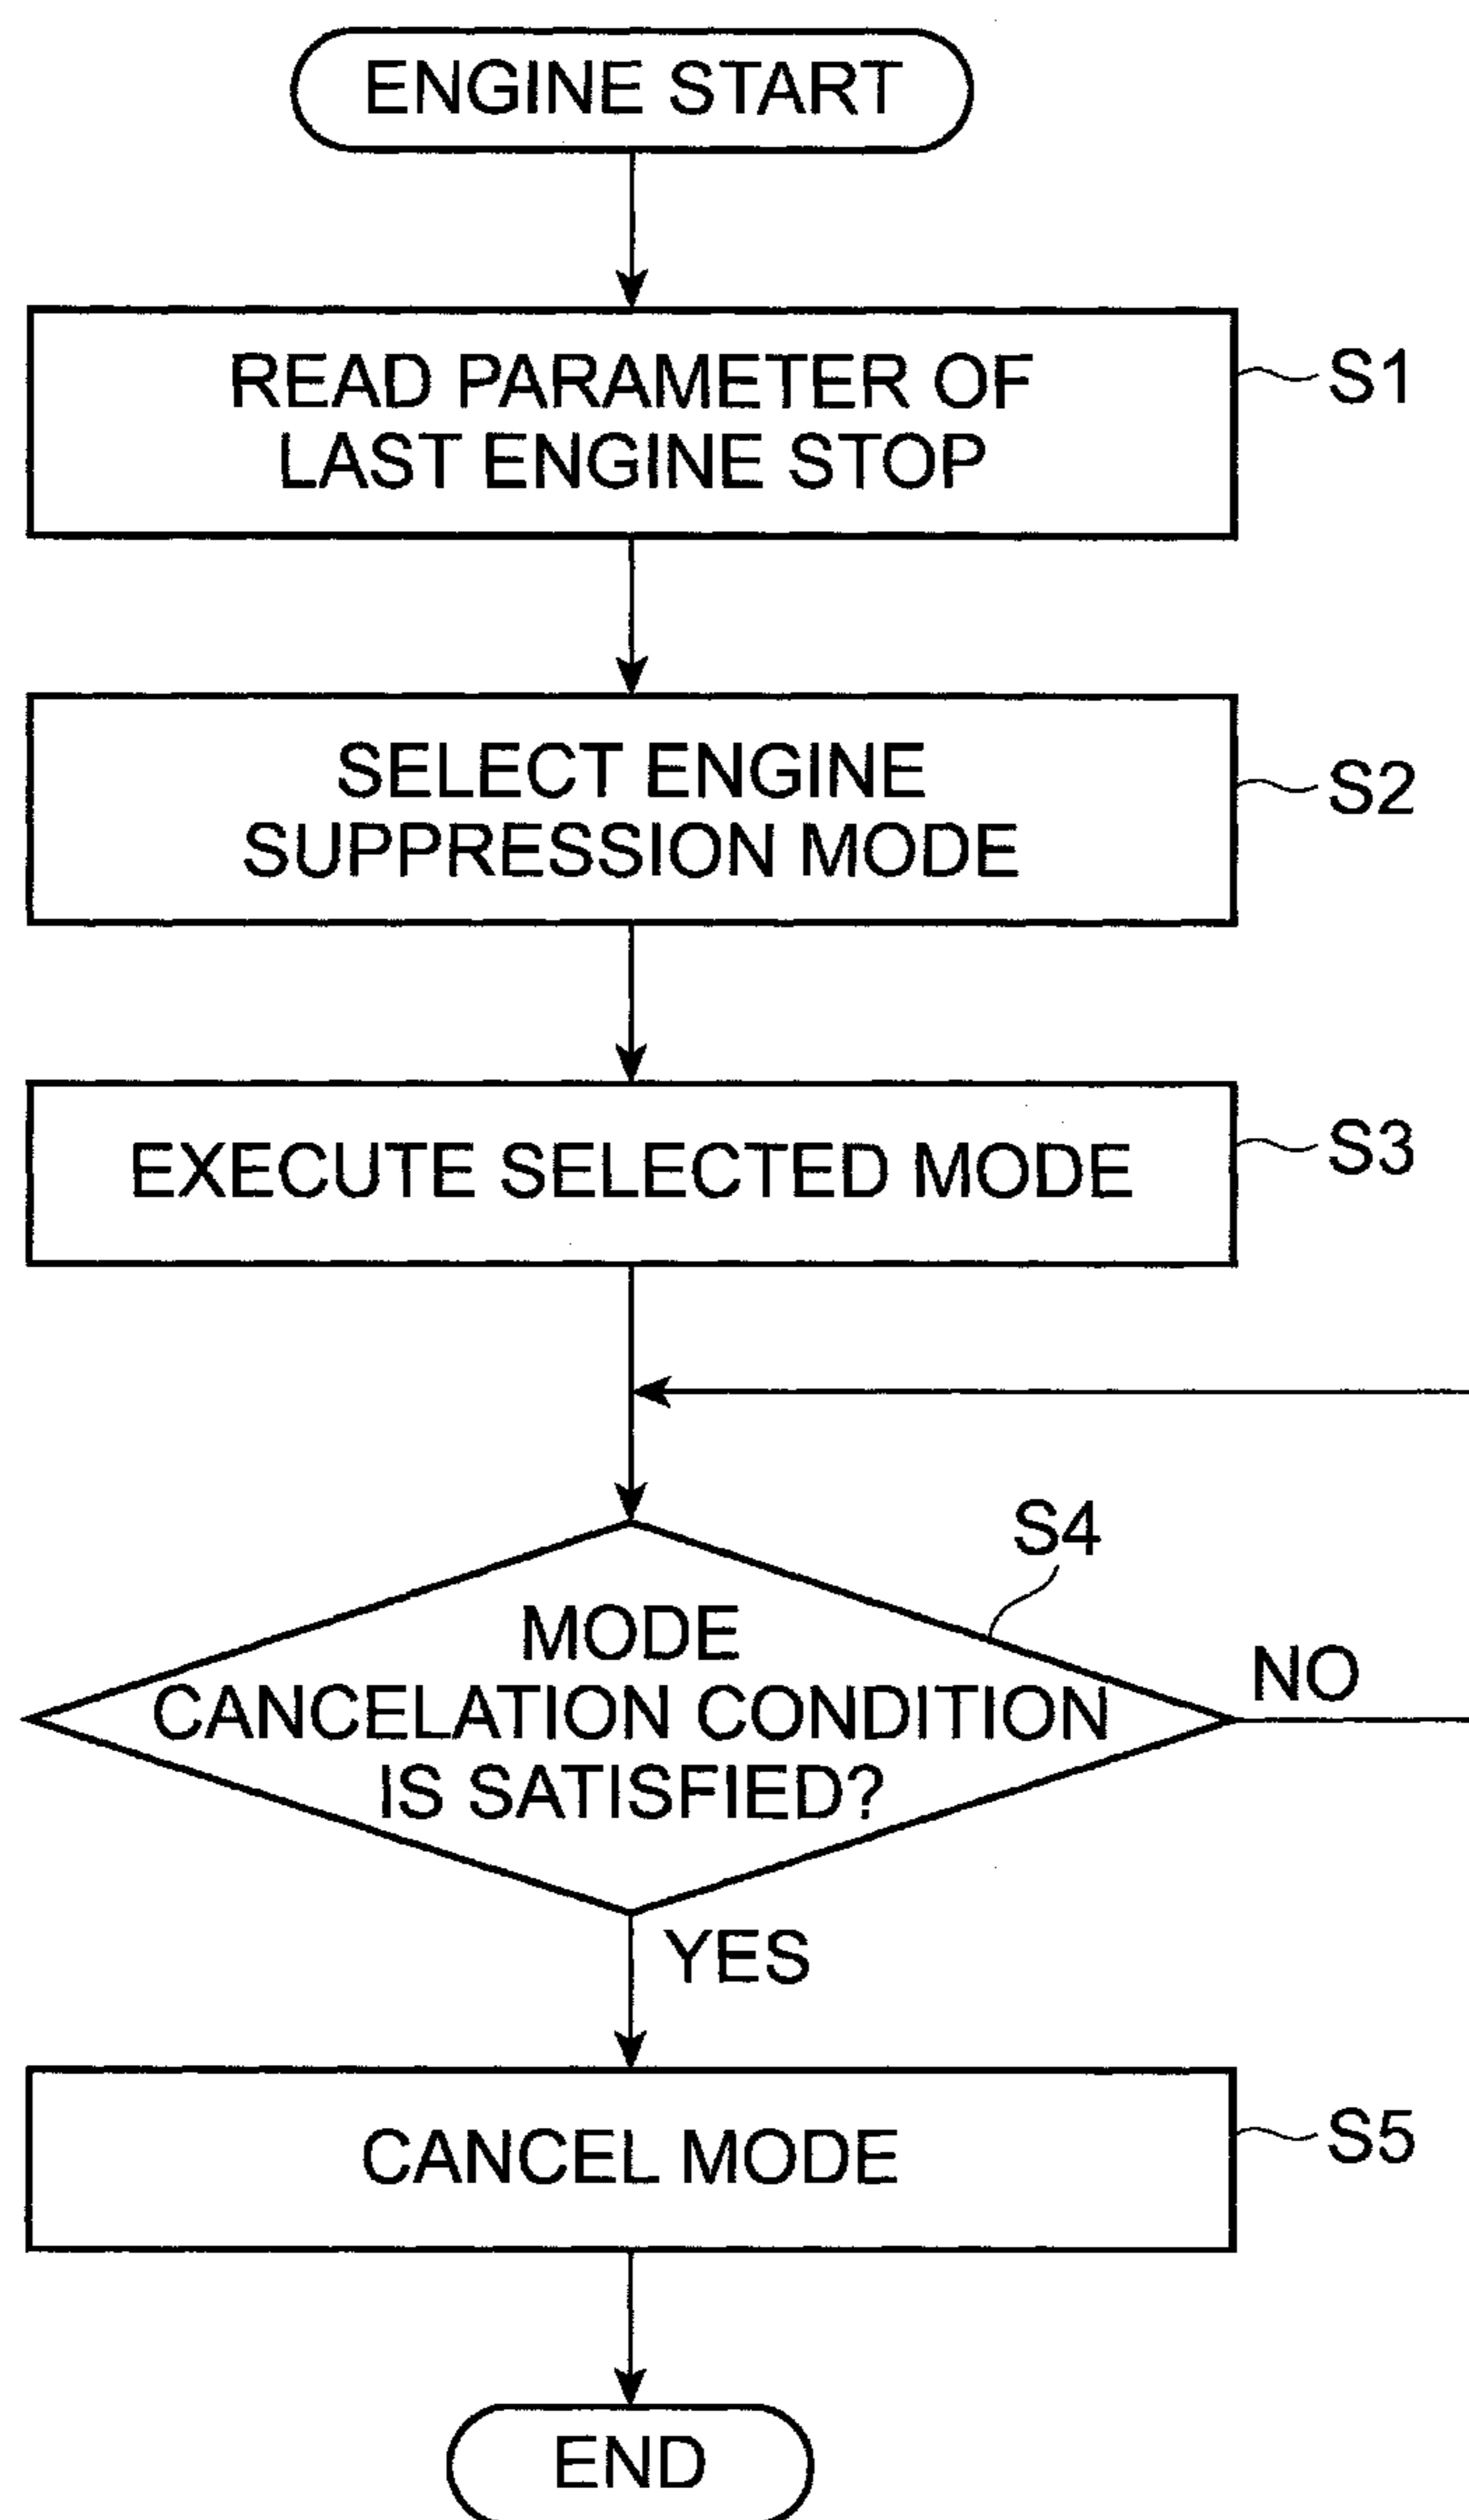 ENGINE START
READ PARAMETER OF
LAST ENGINE STOP
S1
SELECT ENGINE
SUPPRESSION MODE
S2
EXECUTE SELECTED MODE
S3
S4
MODE
CANCELATION CONDITION
IS SATISFIED?
NO
YES
CANCEL MODE
S5
END